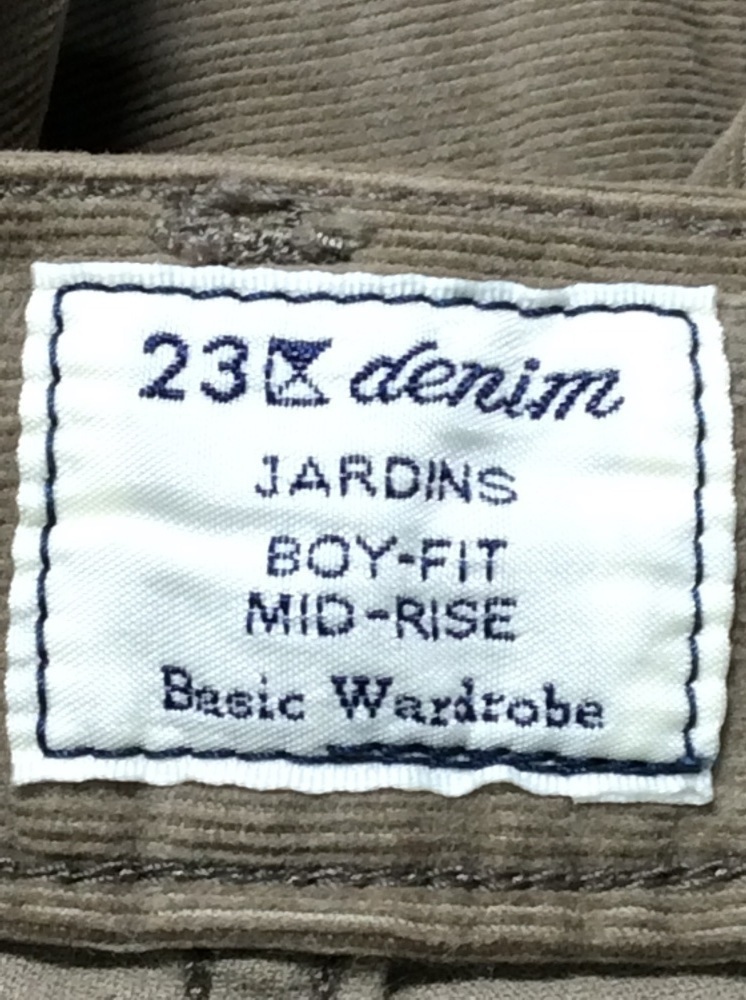 23 denim
JARDINS
BOY-FIT
MID-RISE
Basic Wardrobe